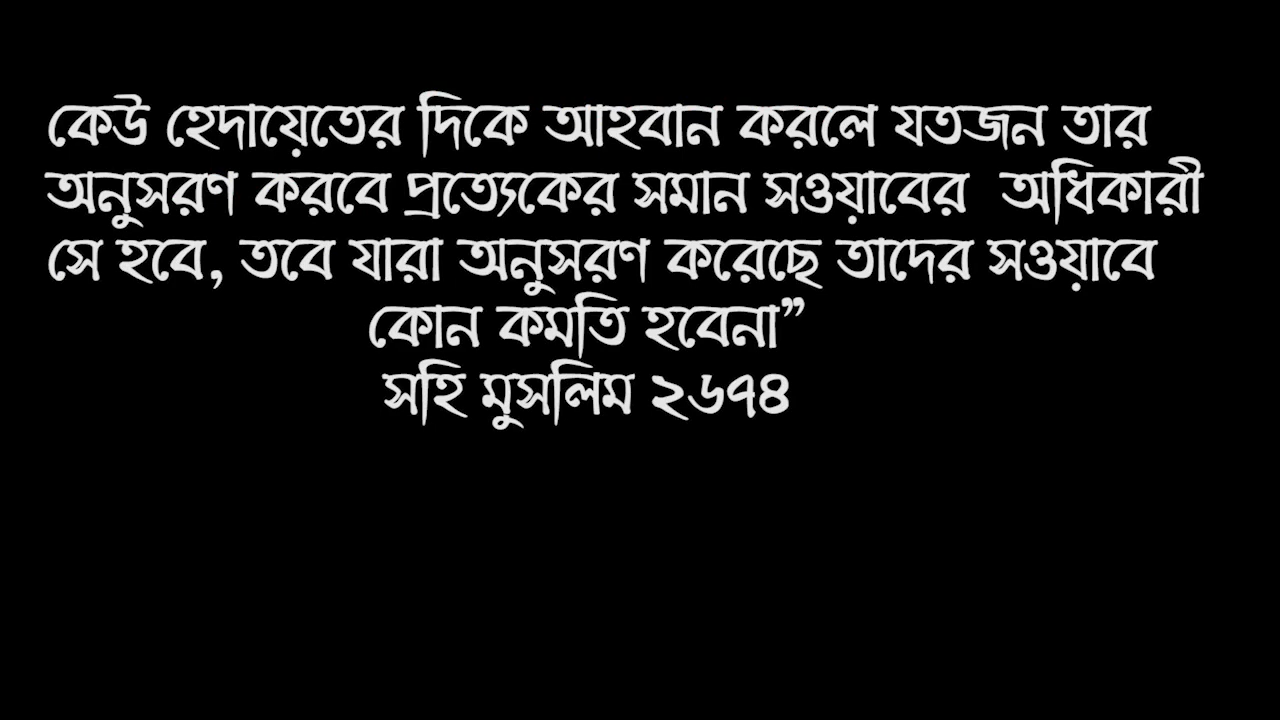 কেউ হেদায়েতের দিকে আহবান করলে যতজন তার
অনুসরণ করবে প্রত্যেকের সমান সওয়াবের অধিকারী
সে হবে, তবে যারা অনুসরণ করেছে তাদের সওয়াবে
কোন কমতি হবেনা”
সহি মুসলিম ২৬৭৪